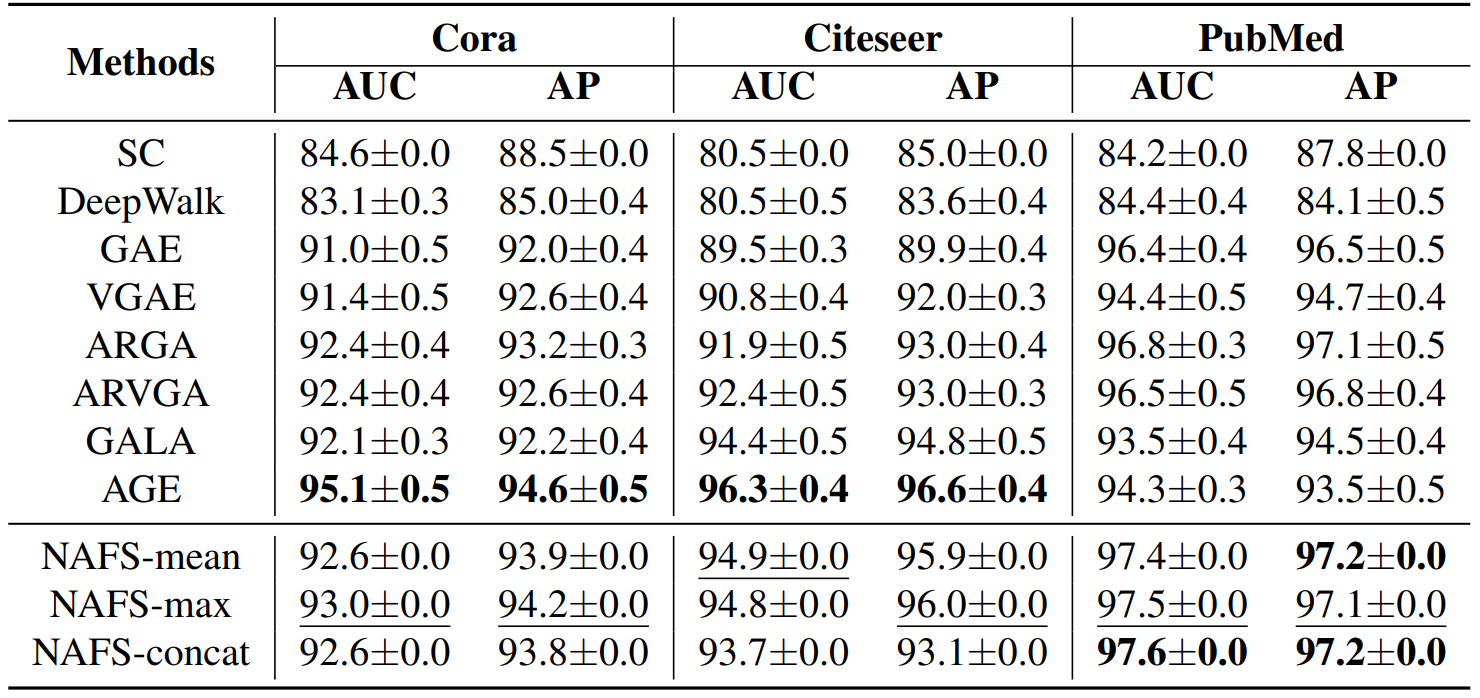 Methods Cora Citeseer PubMed
AUC AP AUC AP AUC AP
SC 84.6±0.0 88.5±0.0 80.5±0.0 85.0±0.0 84.2±0.0 87.8±0.0
DeepWalk 83.1±0.3 85.0±0.4 80.5±0.5 83.6±0.4 84.4±0.4 84.1±0.5
GAE 91.0±0.5 92.0±0.4 89.5±0.3 89.9±0.4 96.4±0.4 96.5±0.5
VGAE 91.4±0.5 92.6±0.4 90.8±0.4 92.0±0.3 94.4±0.5 94.7±0.4
ARGA 92.4±0.4 93.2±0.3 91.9±0.5 93.0±0.4 96.8±0.3 97.1±0.5
ARVGA 92.4±0.4 92.6±0.4 92.4±0.5 93.0±0.3 96.5±0.5 96.8±0.4
GALA 92.1±0.3 92.2±0.4 94.4±0.5 94.8±0.5 93.5±0.4 94.5±0.4
AGE 95.1±0.5 94.6±0.5 96.3±0.4 96.6±0.4 94.3±0.3 93.5±0.5
NAFS-mean 92.6±0.0 93.9±0.0 94.9±0.0 95.9±0.0 97.4±0.0 97.2±0.0
NAFS-max 93.0±0.0 94.2±0.0 94.8±0.0 96.0±0.0 97.5±0.0 97.1±0.0
NAFS-concat 92.6±0.0 93.8±0.0 93.7±0.0 93.1±0.0 97.6±0.0 97.2±0.0